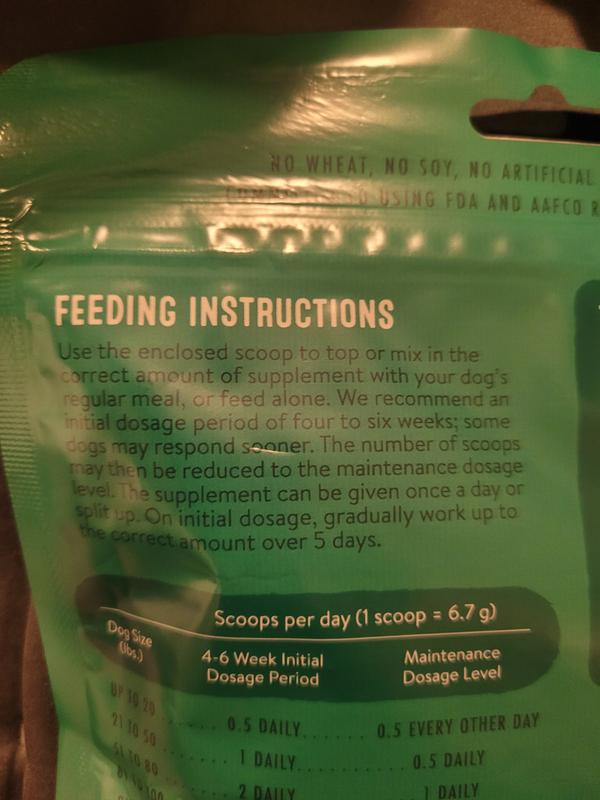 NO WHEAT, NO SOY, NO ARTIFICIAL
USING FDA AND AAFCO R
FEEDING INSTRUCTIONS
Use the enclosed scoop to top or mix in the
correct amount of supplement with your dog's
regular meal, or feed alone. We recommend an
initial dosage period of four to six weeks; some
dogs may respond sooner. The number of scoops
may then be reduced to the maintenance dosage
level. The supplement can be given once a day or
split up. On initial dosage, gradually work up to
the correct amount over 5 days.
Scoops per day (1 scoop = 6.7 g)
Dog Size
(lbs.)
4-6 Week Initial
Dosage Period
Maintenance
Dosage Level
UP TO 20 ...... 0.5 DAILY....... 0.5 EVERY OTHER DAY
21 TO 50 ....... 1 DAILY........... 0.5 DAILY
51 TO 80 ....... 2 DAILY........... 1 DAILY
81 TO 100